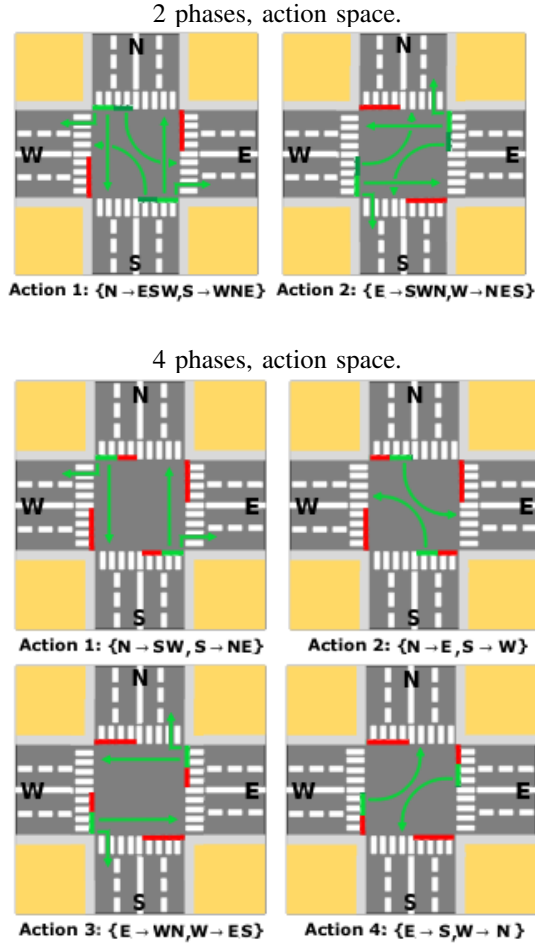 2 phases, action space.
N
N
W
E
W
E
S
S
Action 1: {N→ESW,S→WNE}
Action 2: {E→SWN,W→NES}
4 phases, action space.
N
N
W
E
W
E
S
S
Action 1: {N→SW,S→NE}
Action 2: {N→E,S→W}
N
N
W
E
W
E
S
S
Action 3: {E→WN,W→ES}
Action 4: {E→S,W→N}